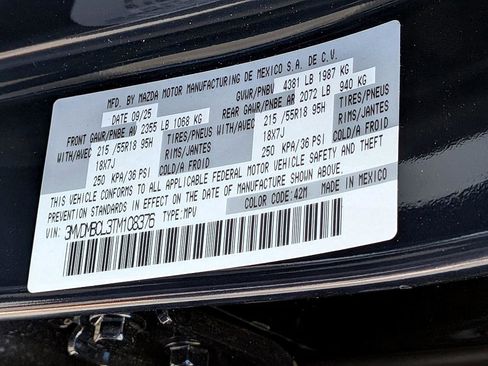 MFD. BY MAZDA MOTOR MANUFACTURING DE MEXICO S.A. DE C.V.
DATE 09/25 GVWR/PNBV 4381 LB 1987 KG
FRONT GAWR/PNBE AV 2355 LB 1068 KG REAR GAWR/PNBE AR 2072 LB 940 KG
WITH/AVEC 215 /55R18 95H TIRES/PNEUS WITH/AVEC 215 /55R18 95H TIRES/PNEUS
18X7J RIMS/JANTES 18X7J RIMS/JANTES
250 KPA/36 PSI COLD/A FROID 250 KPA/36 PSI COLD/A FROID
THIS VEHICLE CONFORMS TO ALL APPLICABLE FEDERAL MOTOR VEHICLE SAFETY AND THEFT
PREVENTION STANDARDS IN EFFECT ON THE DATE OF MANUFACTURE SHOWN ABOVE.
VIN: 3MVDMBCL3TM108376 TYPE:MPV COLOR CODE:42M MADE IN MEXICO